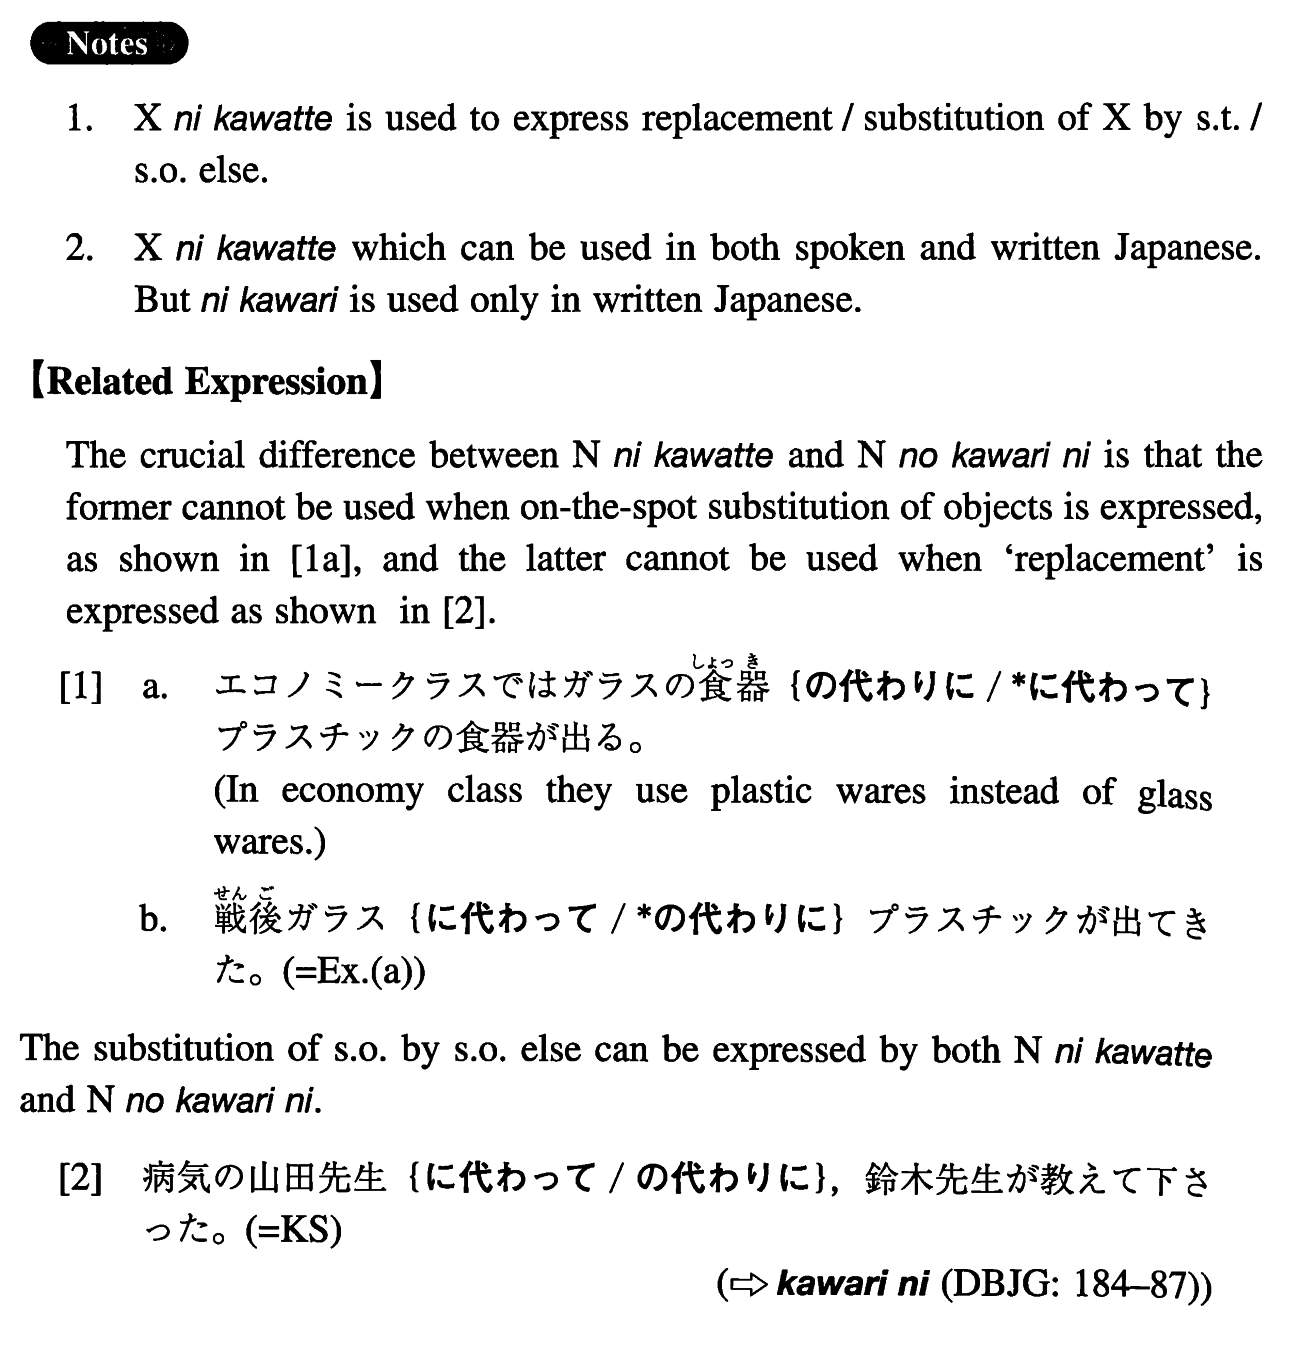 Notes
1. X ni kawatte is used to express replacement / substitution of X by s.t. /
s.o. else.
2. X ni kawatte which can be used in both spoken and written Japanese.
But ni kawari is used only in written Japanese.
【Related Expression】
The crucial difference between N ni kawatte and N no kawari ni is that the
former cannot be used when on-the-spot substitution of objects is expressed,
as shown in [1a], and the latter cannot be used when ‘replacement’ is
expressed as shown in [2].
しょっ き
[1] a. エコノミークラスではガラスの食器 {の代わりに / *に代わって}
プラスチックの食器が出る。
(In economy class they use plastic wares instead of glass
wares.)
せん ご
b. 戦後ガラス {に代わって / *の代わりに} プラスチックが出てき
た。(=Ex.(a))
The substitution of s.o. by s.o. else can be expressed by both N ni kawatte
and N no kawari ni.
[2] 病気の山田先生 {に代わって / の代わりに}, 鈴木先生が教えて下さ
った。(=KS)
(⇨ kawari ni (DBJG: 184–87))